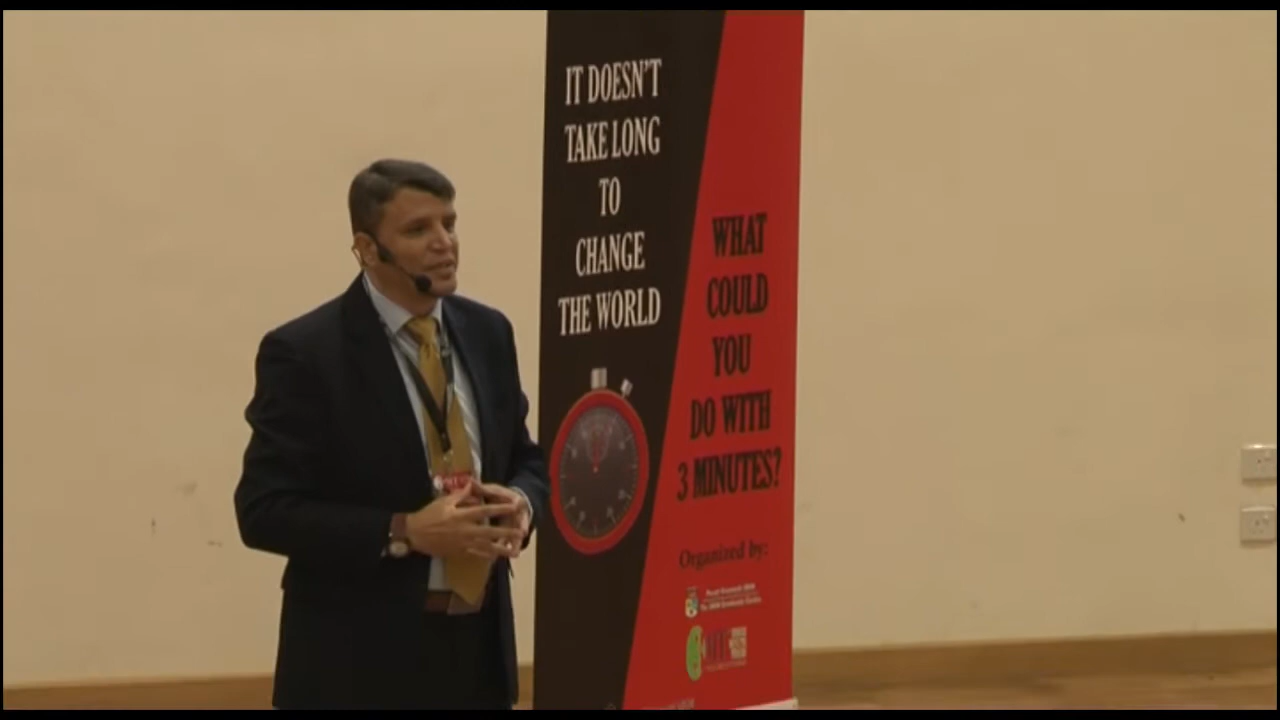 IT DOESN'T
TAKE LONG
TO
CHANGE
THE WORLD
WHAT
COULD
YOU
DO WITH
3 MINUTES?
Organized by: